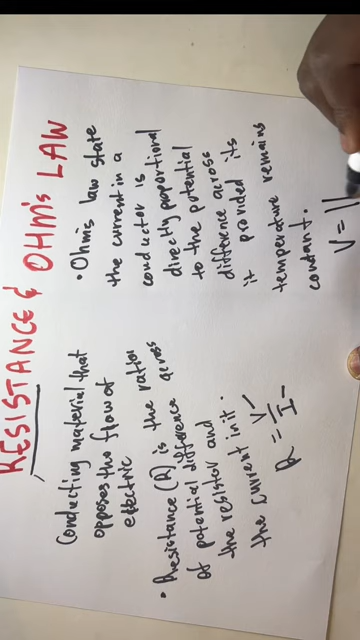 RESISTANCE & OHM's LAW
Conducting material that
opposes the flow of
electric
• Resistance (R) is the ratio
of potential difference across
the resistor and
the current in it.
R = V
I
• Ohm's law state
the current in a
conductor is
directly proportional
to the potential
difference across
it provided its
temperature remains
constant.
V = I